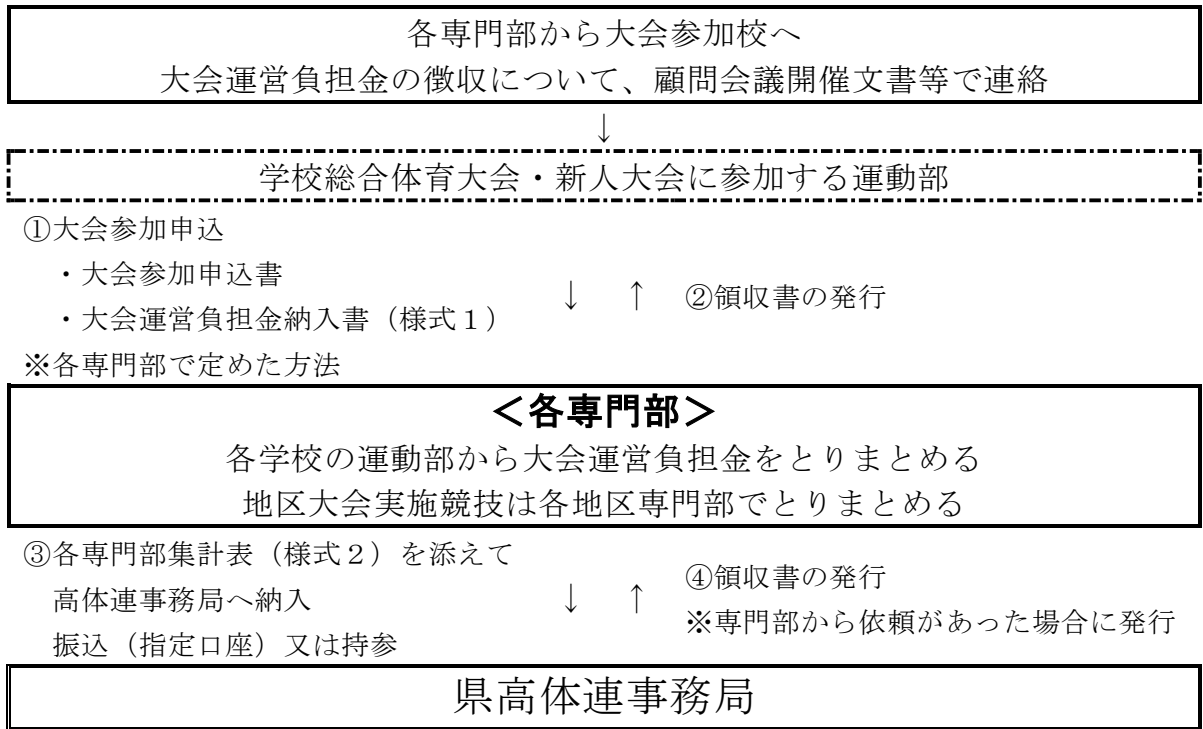 各専門部から大会参加校へ
大会運営負担金の徴収について、顧問会議開催文書等で連絡
↓
学校総合体育大会・新人大会に参加する運動部
①大会参加申込
・大会参加申込書
・大会運営負担金納入書（様式１）
※各専門部で定めた方法
↓ ↑ ②領収書の発行
＜各専門部＞
各学校の運動部から大会運営負担金をとりまとめる
地区大会実施競技は各地区専門部でとりまとめる
③各専門部集計表（様式２）を添えて
高体連事務局へ納入
振込（指定口座）又は持参
↓ ↑ ④領収書の発行
※専門部から依頼があった場合に発行
県高体連事務局